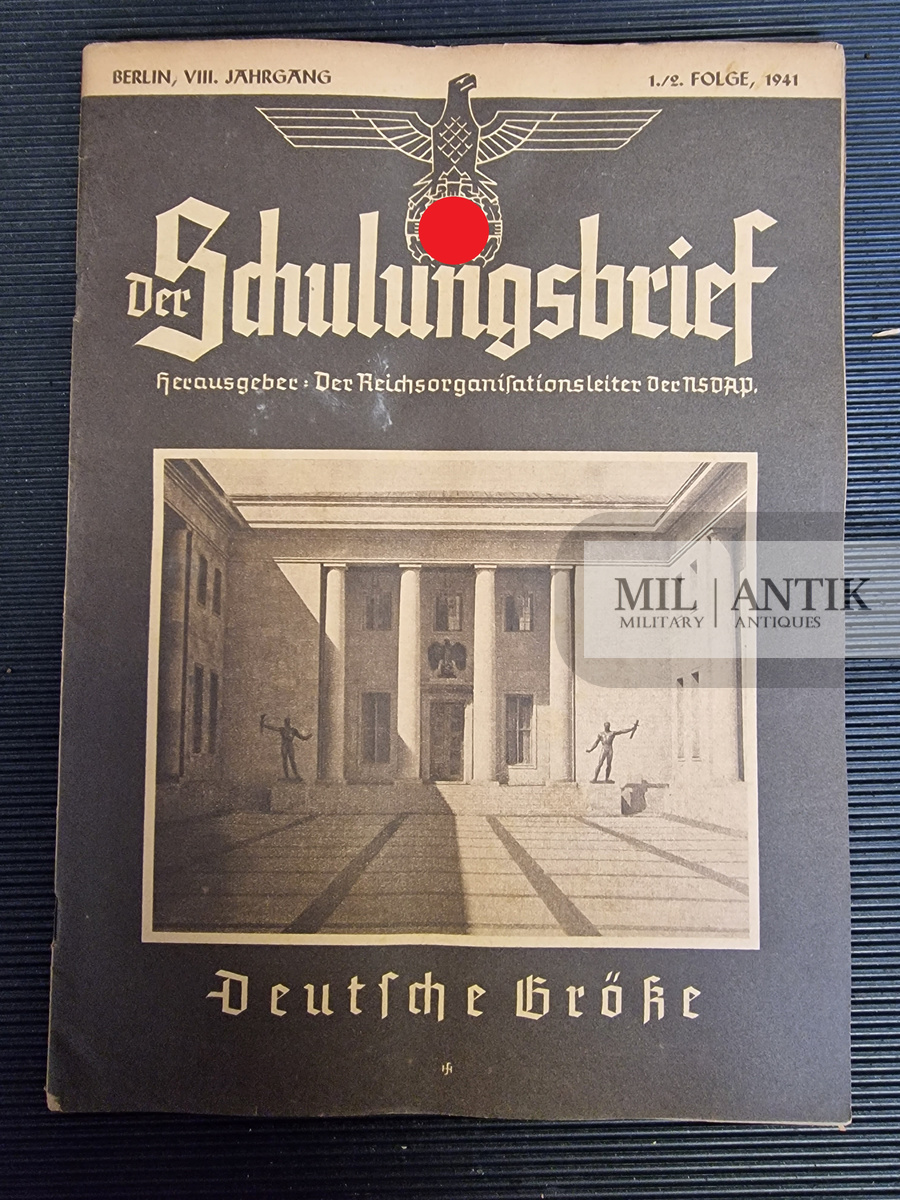 BERLIN, VIII. JAHRGANG 1./2. FOLGE, 1941
Der Schulungsbrief
Herausgeber: Der Reichsorganiſationsleiter der NSDAP.
MIL | ANTIK
MILITARY | ANTIQUES
Deutſche Größe